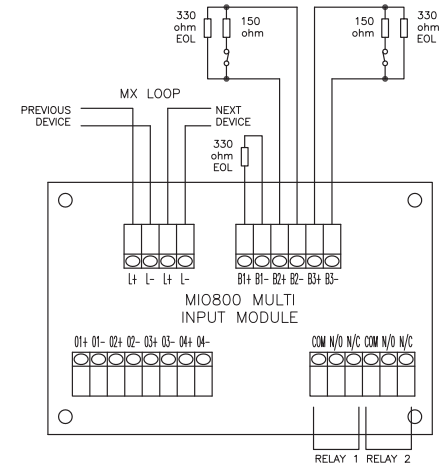 330
ohm
EOL
150
ohm
150
ohm
330
ohm
EOL
MX LOOP
PREVIOUS
DEVICE
NEXT
DEVICE
330
ohm
EOL
L+ L- L+ L-
B1+ B1- B2+ B2- B3+ B3-
MIO800 MULTI
INPUT MODULE
O1+ O1- O2+ O2- O3+ O3- O4+ O4-
COM N/O N/C COM N/O N/C
RELAY 1 RELAY 2